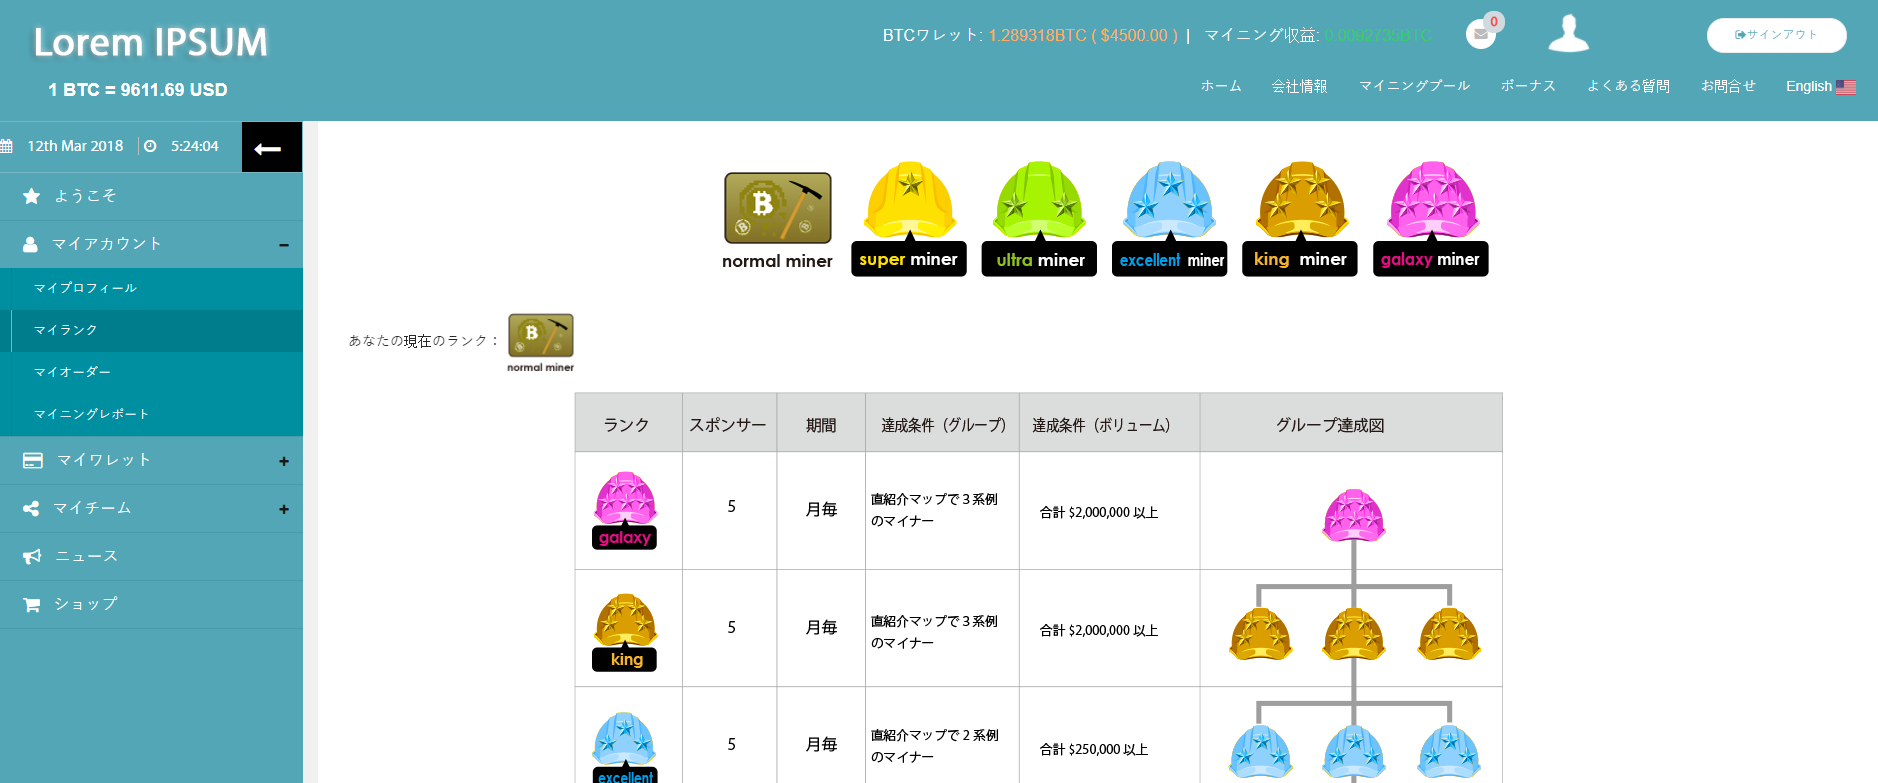 Lorem IPSUM
1 BTC = 9611.69 USD
BTCワレット: 1.289318BTC ( $4500.00 ) | マイニング収益: 0.0092735BTC
0
サインアウト
ホーム 会社情報 マイニングプール ボーナス よくある質問 お問合せ English
12th Mar 2018 5:24:04
ようこそ
マイアカウント
マイプロフィール
マイランク
マイオーダー
マイニングレポート
マイワレット
マイチーム
ニュース
ショップ
normal miner super miner ultra miner excellent miner king miner galaxy miner
あなたの現在のランク：
normal miner
ランク スポンサー 期間 達成条件（グループ） 達成条件（ボリューム） グループ達成図
galaxy 5 月毎 直紹介マップで３系例
のマイナー
合計 $2,000,000 以上
king 5 月毎 直紹介マップで３系例
のマイナー
合計 $2,000,000 以上
excellent 5 月毎 直紹介マップで２系例
のマイナー
合計 $250,000 以上